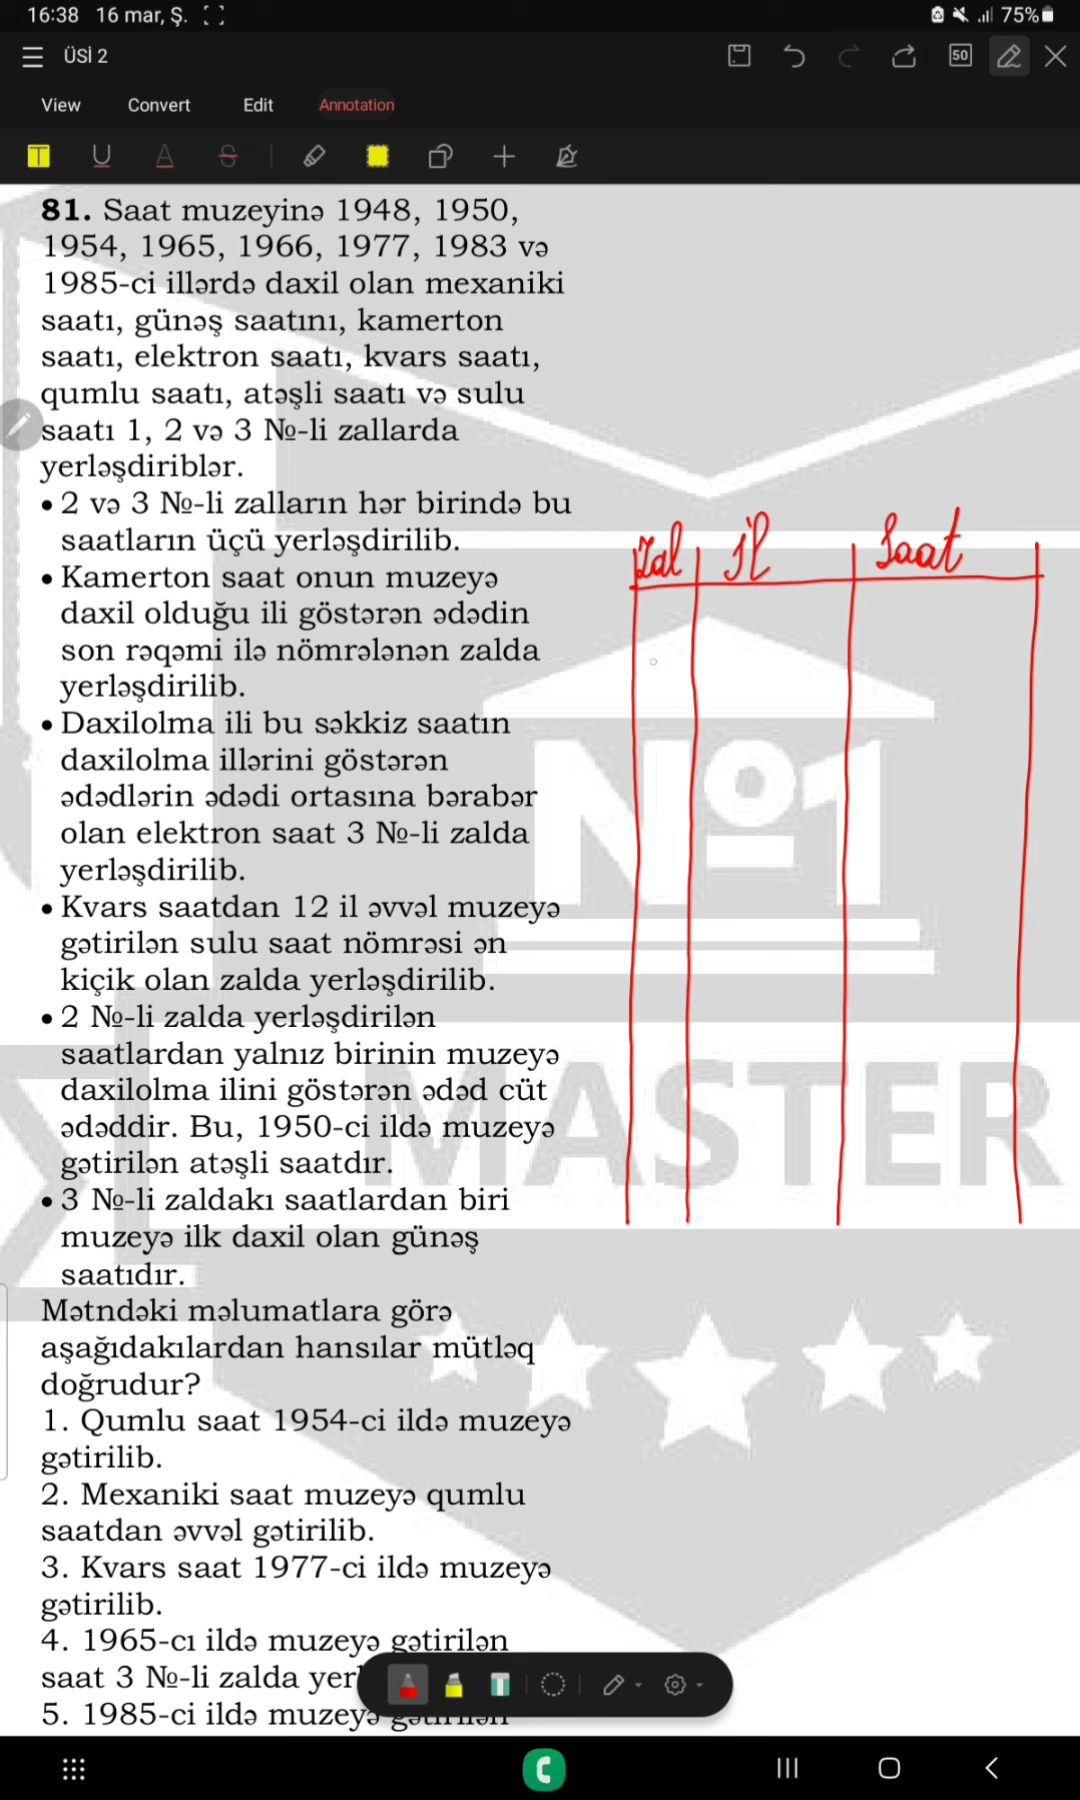 16:38 16 mar, Ş. 75%
ÜSİ 2 50
View Convert Edit Annotation
T U A S
81. Saat muzeyinə 1948, 1950,
1954, 1965, 1966, 1977, 1983 və
1985-ci illərdə daxil olan mexaniki
saatı, günəş saatını, kamerton
saatı, elektron saatı, kvars saatı,
qumlu saatı, atəşli saatı və sulu
saatı 1, 2 və 3 №-li zallarda
yerləşdiriblər.
• 2 və 3 №-li zalların hər birində bu
saatların üçü yerləşdirilib.
• Kamerton saat onun muzeyə
daxil olduğu ili göstərən ədədin
son rəqəmi ilə nömrələnən zalda
yerləşdirilib.
• Daxilolma ili bu səkkiz saatın
daxilolma illərini göstərən
ədədlərin ədədi ortasına bərabər
olan elektron saat 3 №-li zalda
yerləşdirilib.
• Kvars saatdan 12 il əvvəl muzeyə
gətirilən sulu saat nömrəsi ən
kiçik olan zalda yerləşdirilib.
• 2 №-li zalda yerləşdirilən
saatlardan yalnız birinin muzeyə
daxilolma ilini göstərən ədəd cüt
ədəddir. Bu, 1950-ci ildə muzeyə
gətirilən atəşli saatdır.
• 3 №-li zaldakı saatlardan biri
muzeyə ilk daxil olan günəş
saatıdır.
Mətndəki məlumatlara görə
aşağıdakılardan hansılar mütləq
doğrudur?
1. Qumlu saat 1954-ci ildə muzeyə
gətirilib.
2. Mexaniki saat muzeyə qumlu
saatdan əvvəl gətirilib.
3. Kvars saat 1977-ci ildə muzeyə
gətirilib.
4. 1965-cı ildə muzeyə gətirilən
saat 3 №-li zalda yer
5. 1985-ci ildə muzeyə gətirilən
Zal il Saat
№1
MASTER